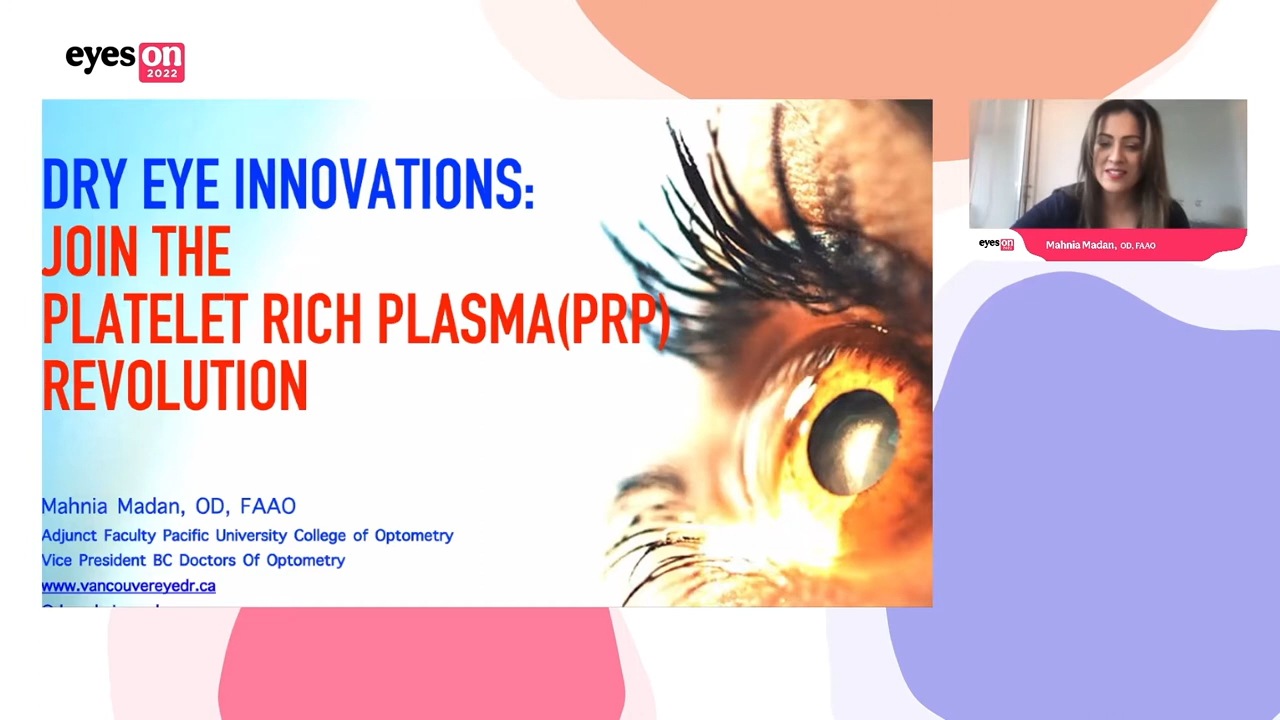 eyes on
2022
DRY EYE INNOVATIONS:
JOIN THE
PLATELET RICH PLASMA(PRP)
REVOLUTION
Mahnia Madan, OD, FAAO
Adjunct Faculty Pacific University College of Optometry
Vice President BC Doctors Of Optometry
www.vancouvereyedr.ca
eyes on
2022
Mahnia Madan, OD, FAAO